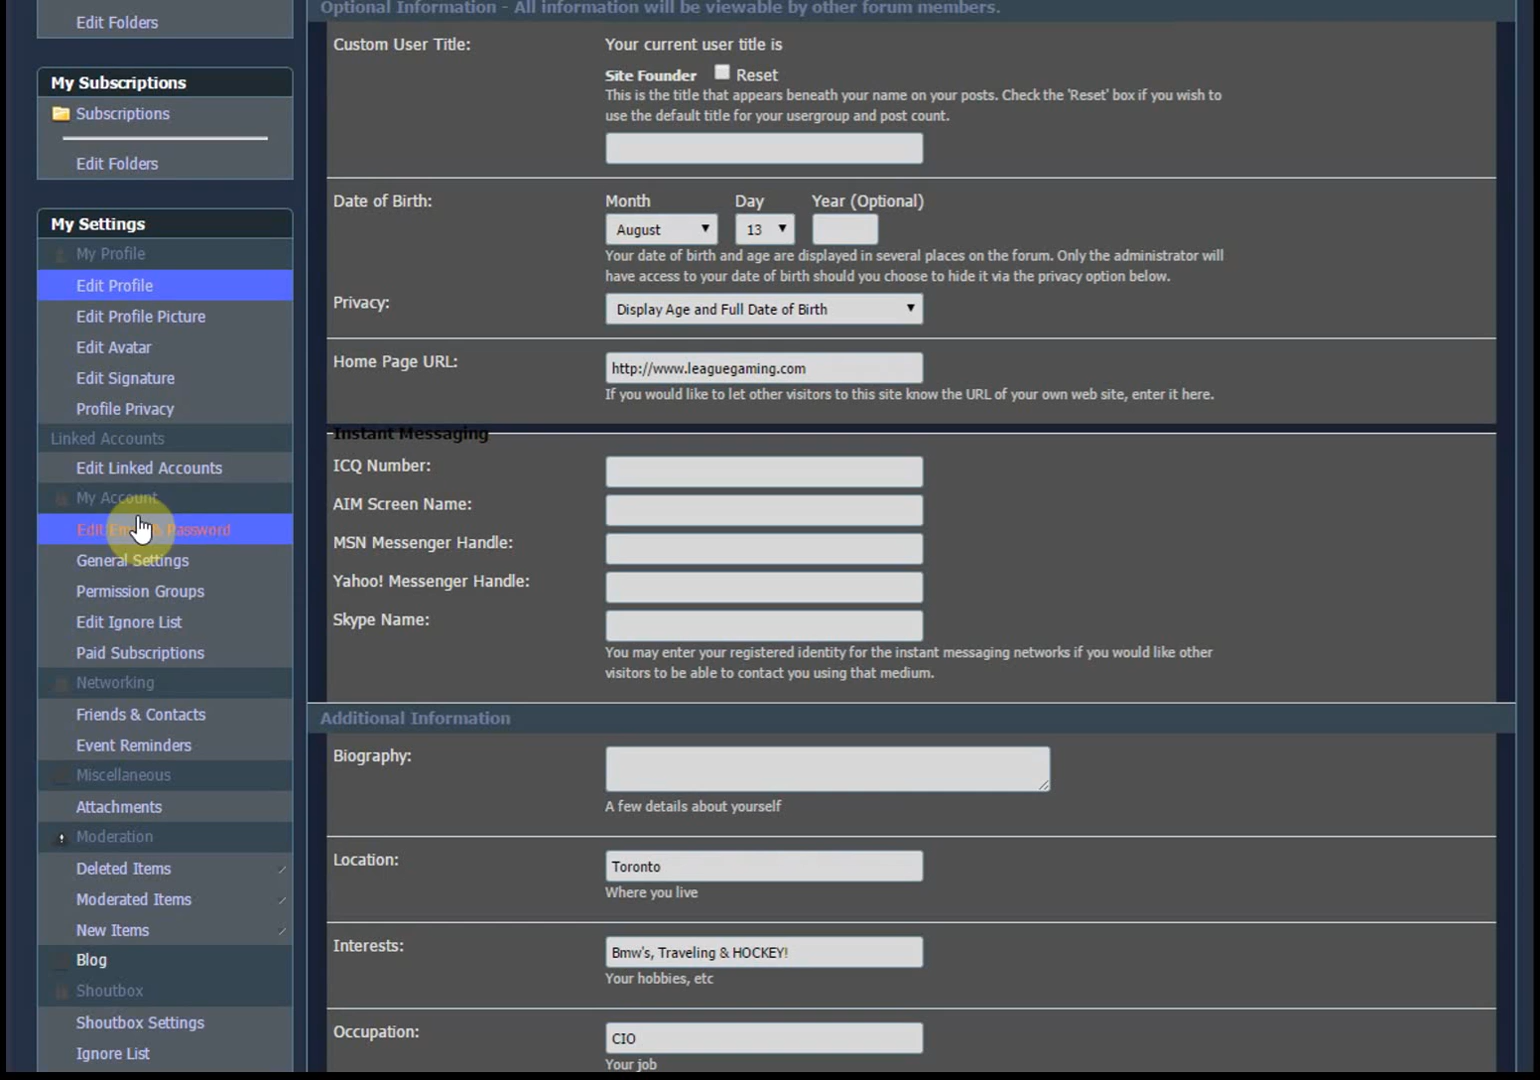 Edit Folders
My Subscriptions
Subscriptions
Edit Folders
My Settings
My Profile
Edit Profile
Edit Profile Picture
Edit Avatar
Edit Signature
Profile Privacy
Linked Accounts
Edit Linked Accounts
My Account
Edit Email & Password
General Settings
Permission Groups
Edit Ignore List
Paid Subscriptions
Networking
Friends & Contacts
Event Reminders
Miscellaneous
Attachments
Moderation
Deleted Items
Moderated Items
New Items
Blog
Shoutbox
Shoutbox Settings
Ignore List
Optional Information - All information will be viewable by other forum members.
Custom User Title:
Your current user title is
Site Founder Reset
This is the title that appears beneath your name on your posts. Check the 'Reset' box if you wish to
use the default title for your usergroup and post count.
Date of Birth:
Month Day Year (Optional)
August 13
Your date of birth and age are displayed in several places on the forum. Only the administrator will
have access to your date of birth should you choose to hide it via the privacy option below.
Privacy:
Display Age and Full Date of Birth
Home Page URL:
http://www.leaguegaming.com
If you would like to let other visitors to this site know the URL of your own web site, enter it here.
Instant Messaging
ICQ Number:
AIM Screen Name:
MSN Messenger Handle:
Yahoo! Messenger Handle:
Skype Name:
You may enter your registered identity for the instant messaging networks if you would like other
visitors to be able to contact you using that medium.
Additional Information
Biography:
A few details about yourself
Location:
Toronto
Where you live
Interests:
Bmw's, Traveling & HOCKEY!
Your hobbies, etc
Occupation:
CIO
Your job